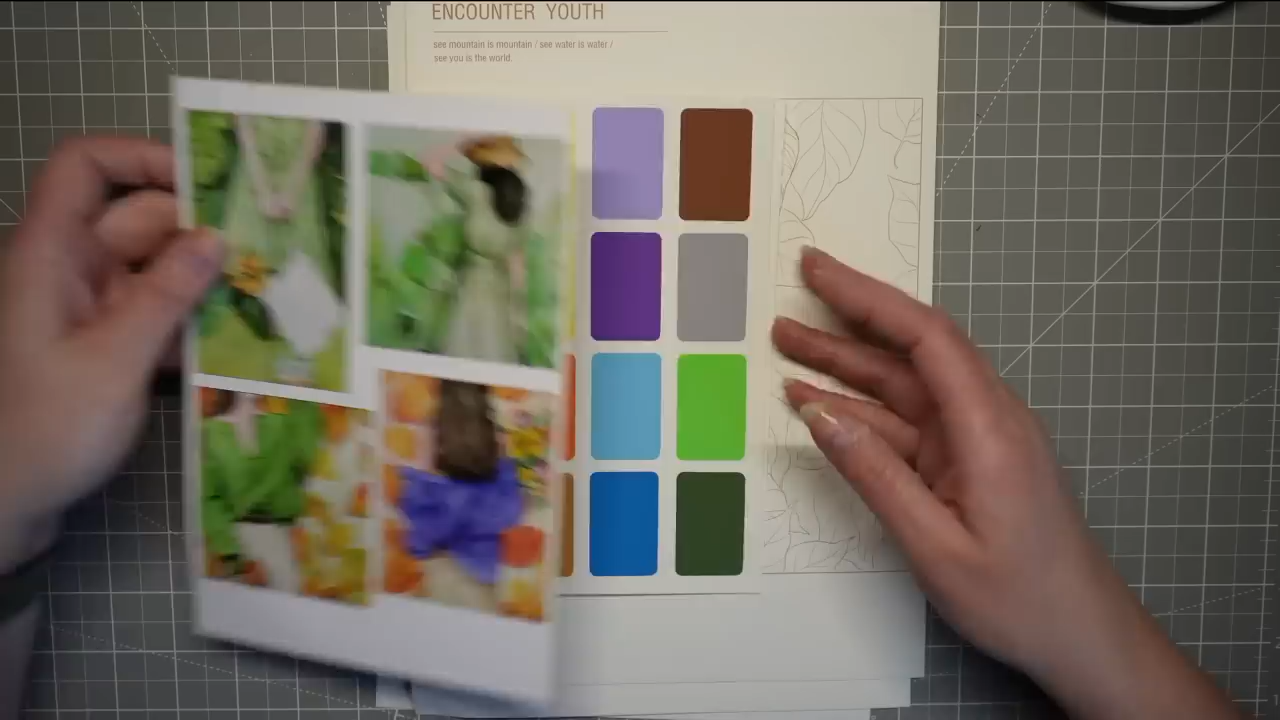 ENCOUNTER YOUTH
see mountain is mountain / see water is water /
see you is the world.